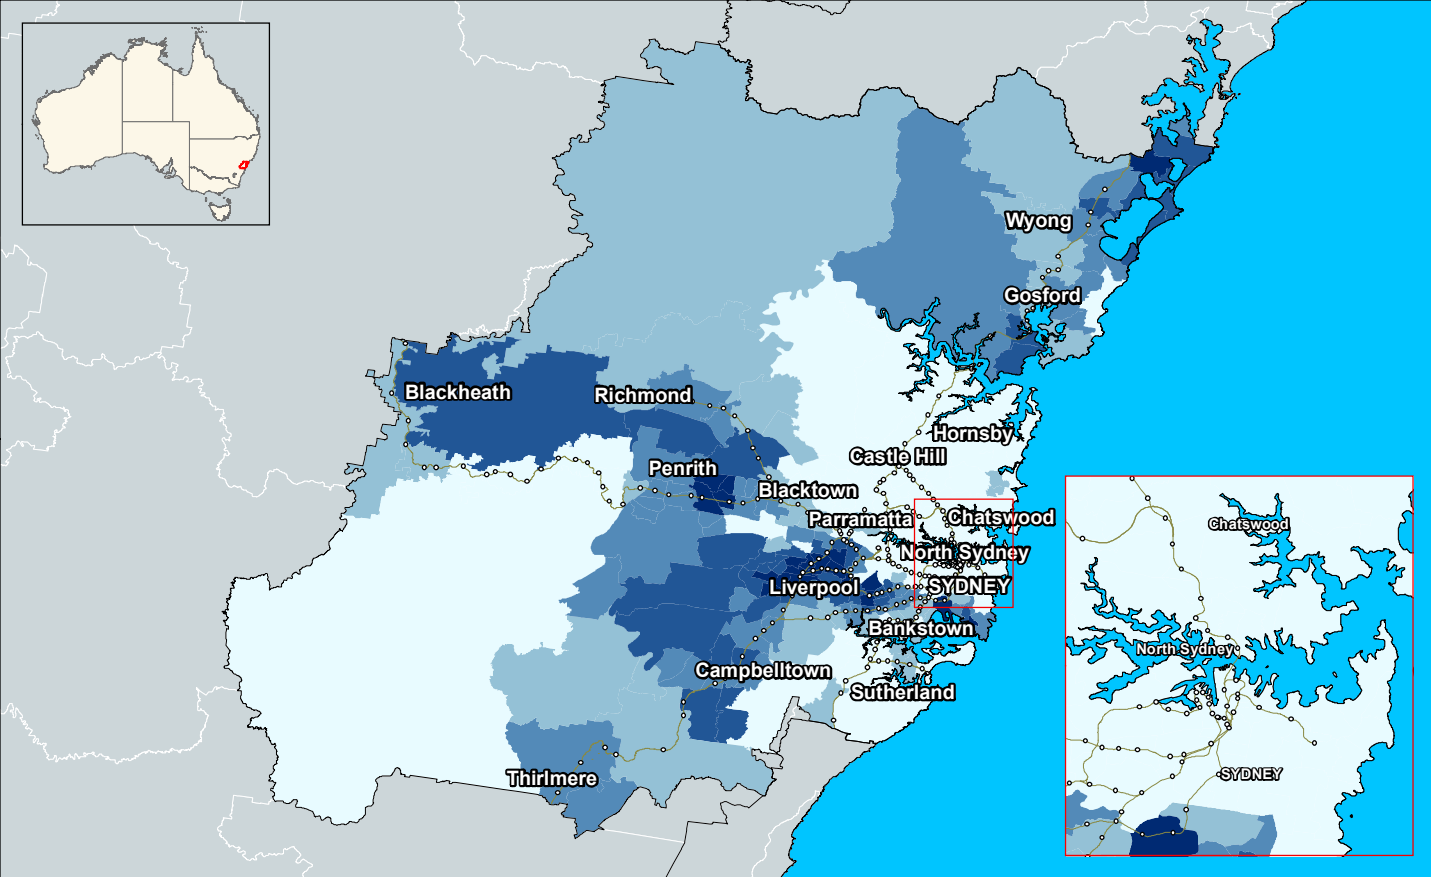 Wyong
Gosford
Blackheath
Richmond
Hornsby
Castle Hill
Penrith
Blacktown
Parramatta
Chatswood
North Sydney
Liverpool
SYDNEY
Bankstown
Campbelltown
Sutherland
Thirlmere
Chatswood
North Sydney
SYDNEY